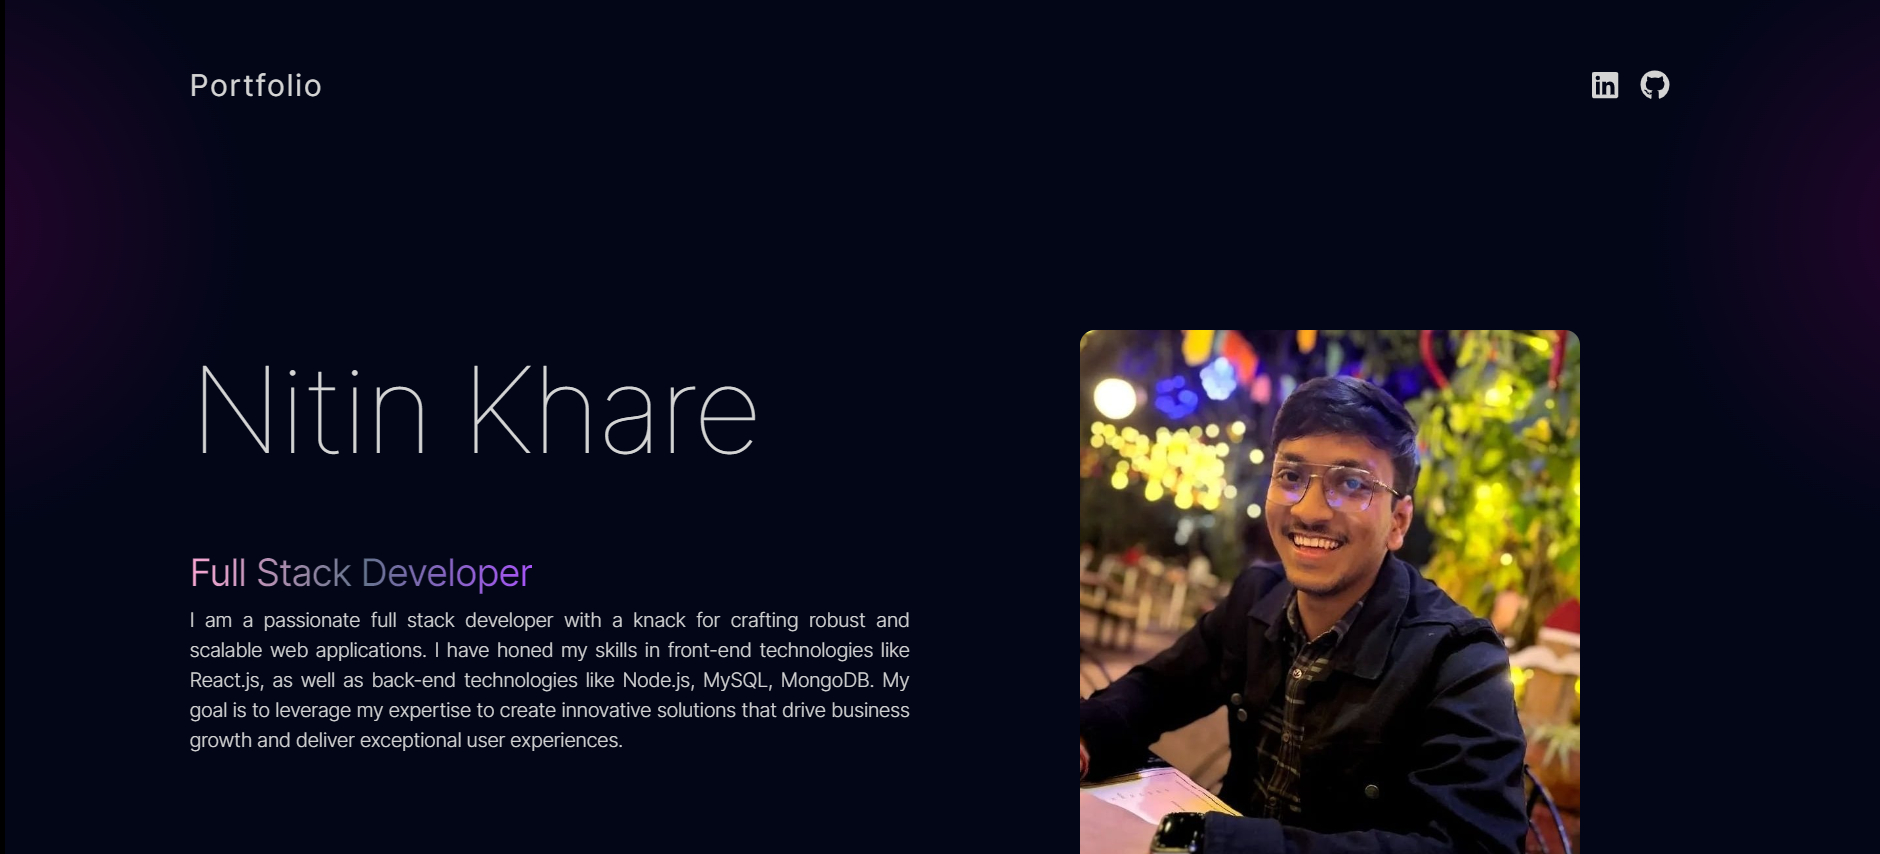 Portfolio
in
Nitin Khare
Full Stack Developer
I am a passionate full stack developer with a knack for crafting robust and
scalable web applications. I have honed my skills in front-end technologies like
React.js, as well as back-end technologies like Node.js, MySQL, MongoDB. My
goal is to leverage my expertise to create innovative solutions that drive business
growth and deliver exceptional user experiences.